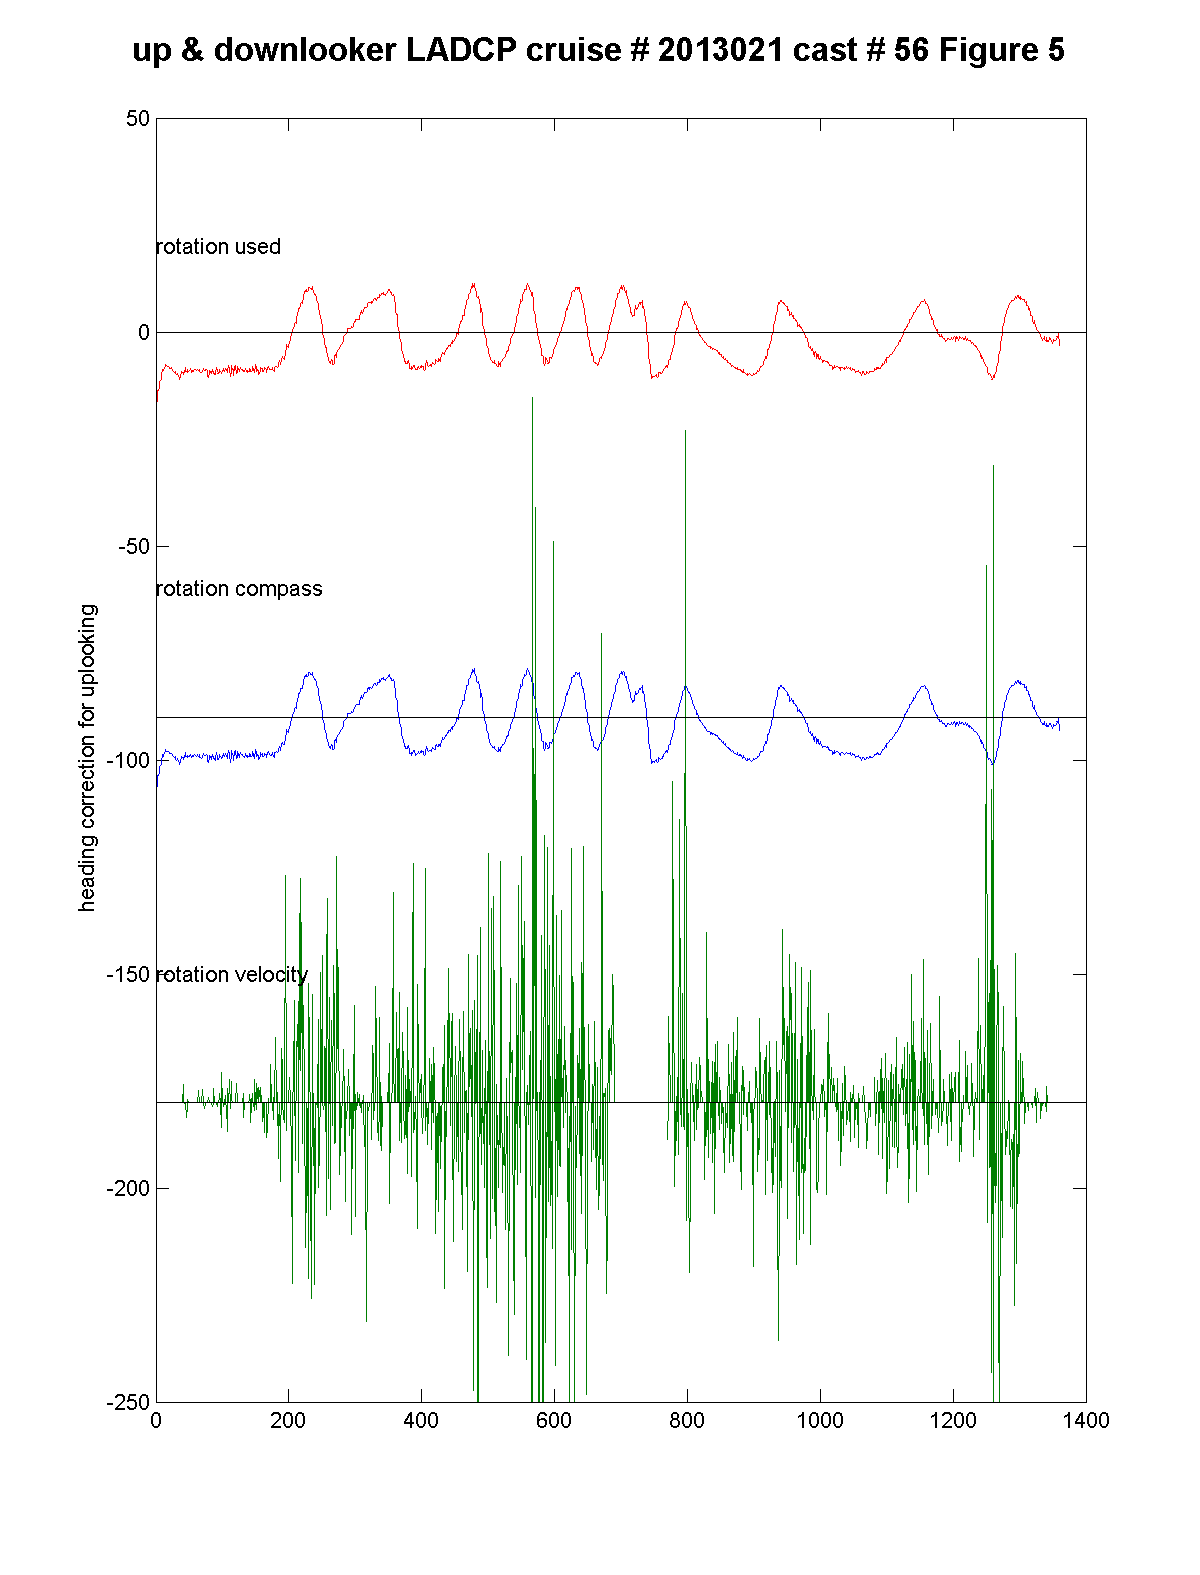 up & downlooker LADCP cruise # 2013021 cast # 56 Figure 5
50
rotation used
0
-50
rotation compass
heading correction for uplooking
-100
-150
rotation velocity
-200
-250
0 200 400 600 800 1000 1200 1400